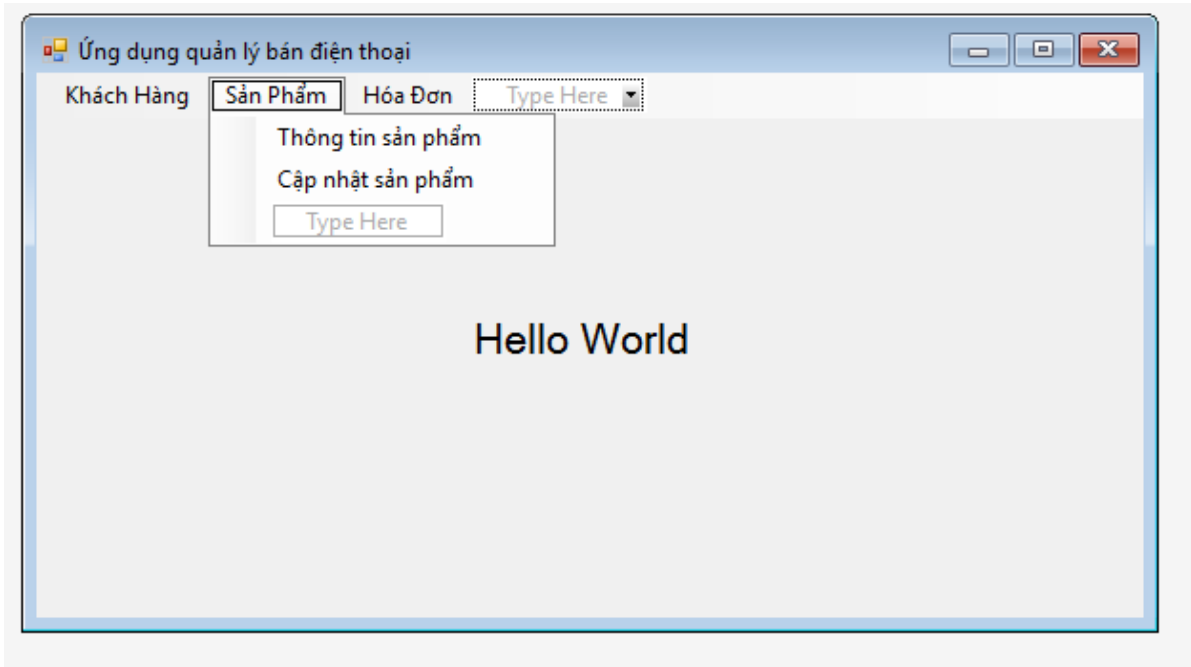 Ứng dụng quản lý bán điện thoại
Khách Hàng Sản Phẩm Hóa Đơn Type Here
Thông tin sản phẩm
Cập nhật sản phẩm
Type Here
Hello World